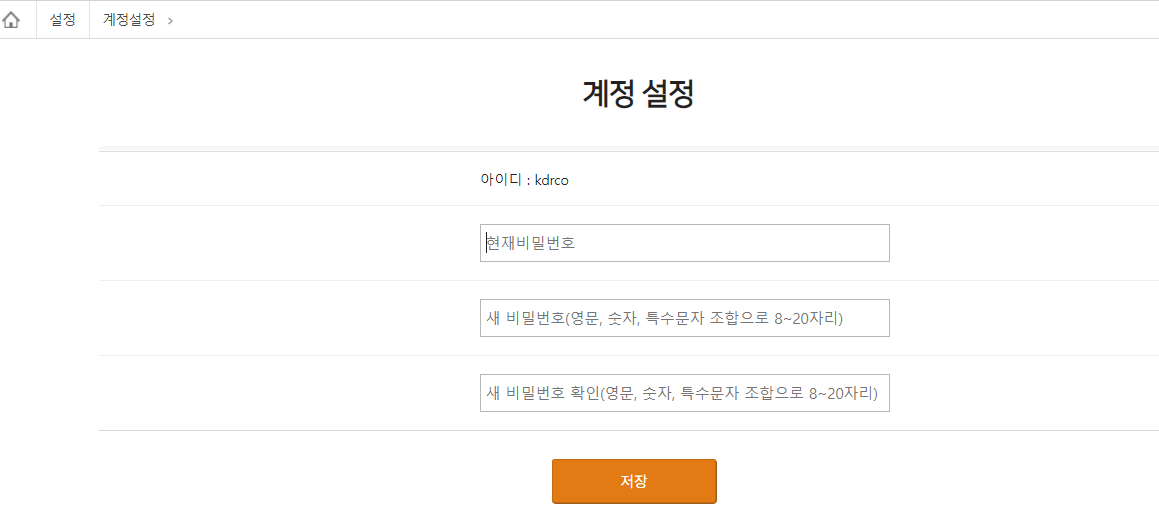 설정 계정설정 >
계정 설정
아이디 : kdrco
현재비밀번호
새 비밀번호(영문, 숫자, 특수문자 조합으로 8~20자리)
새 비밀번호 확인(영문, 숫자, 특수문자 조합으로 8~20자리)
저장